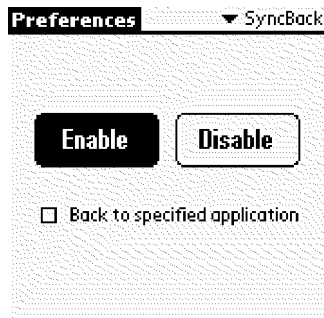 Preferences ▼ SyncBack
Enable Disable
Back to specified application